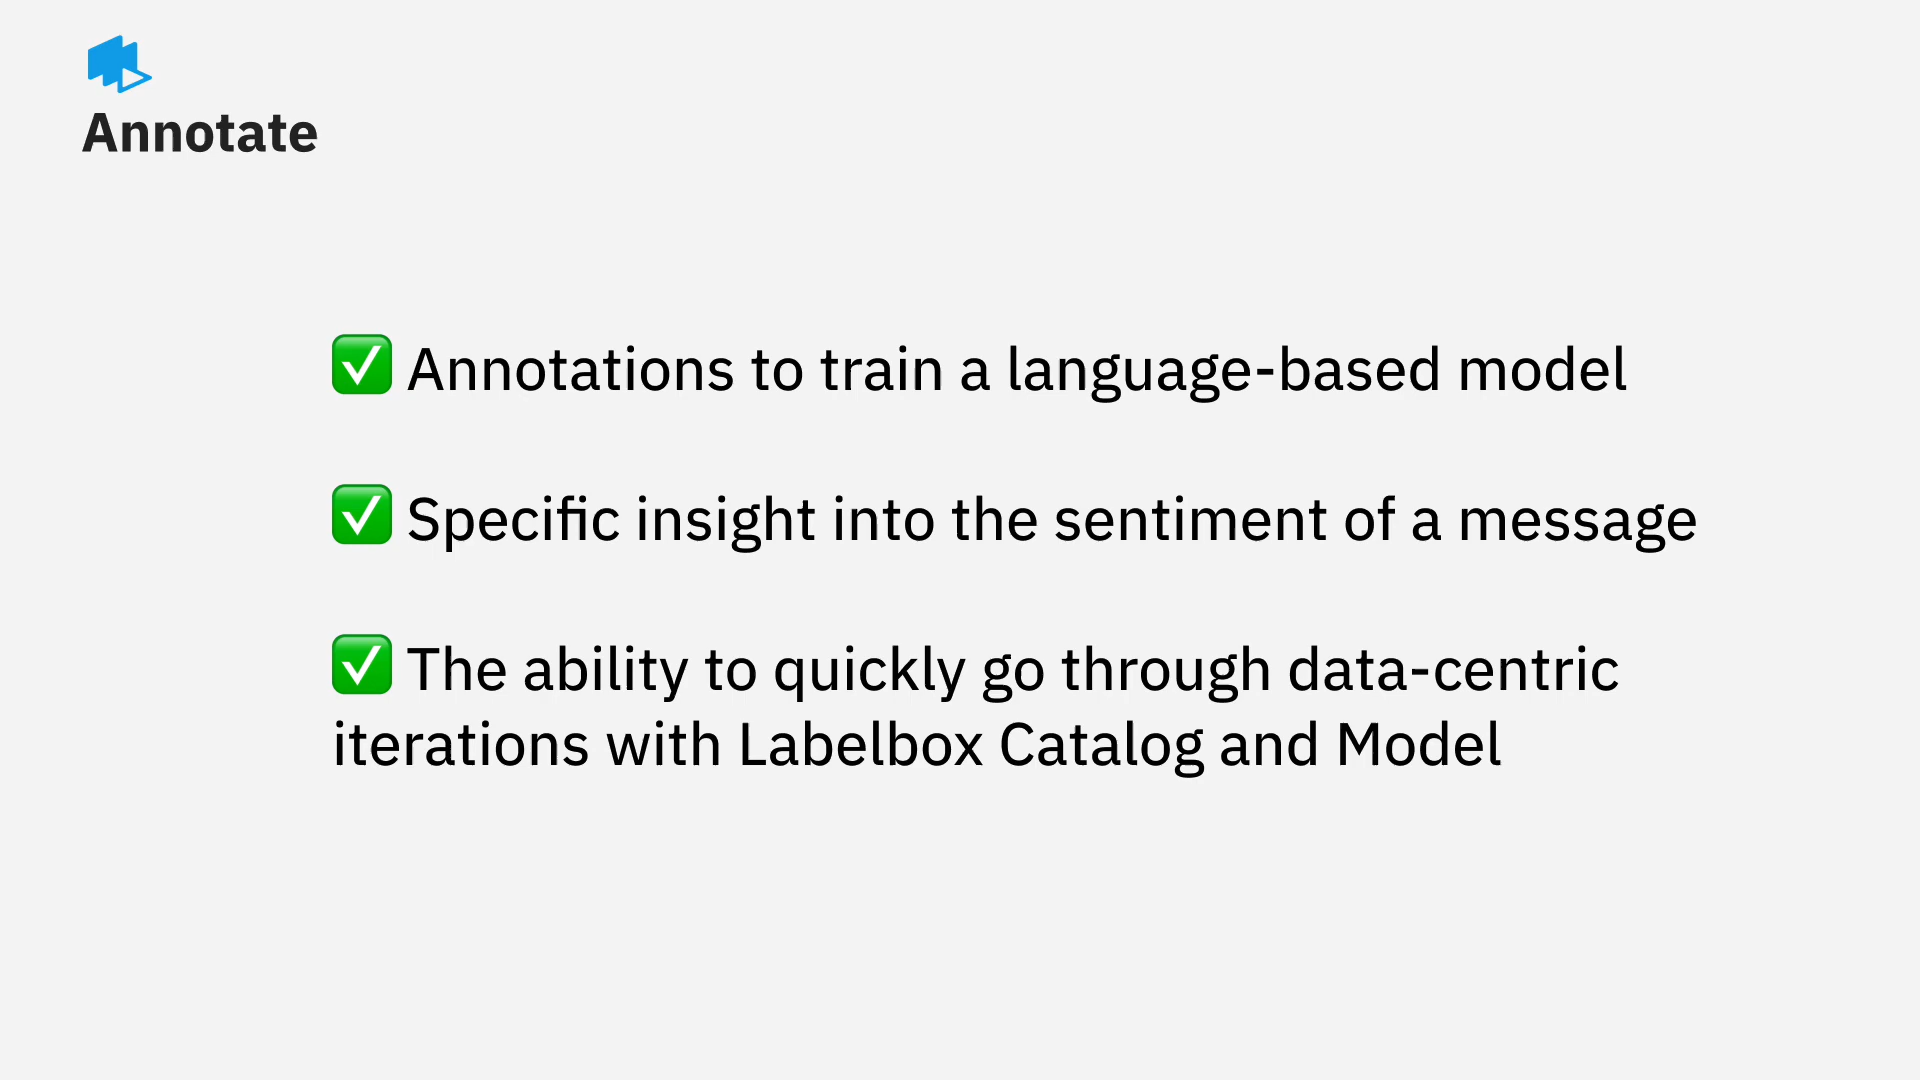 Annotate
✅ Annotations to train a language-based model
✅ Specific insight into the sentiment of a message
✅ The ability to quickly go through data-centric
iterations with Labelbox Catalog and Model